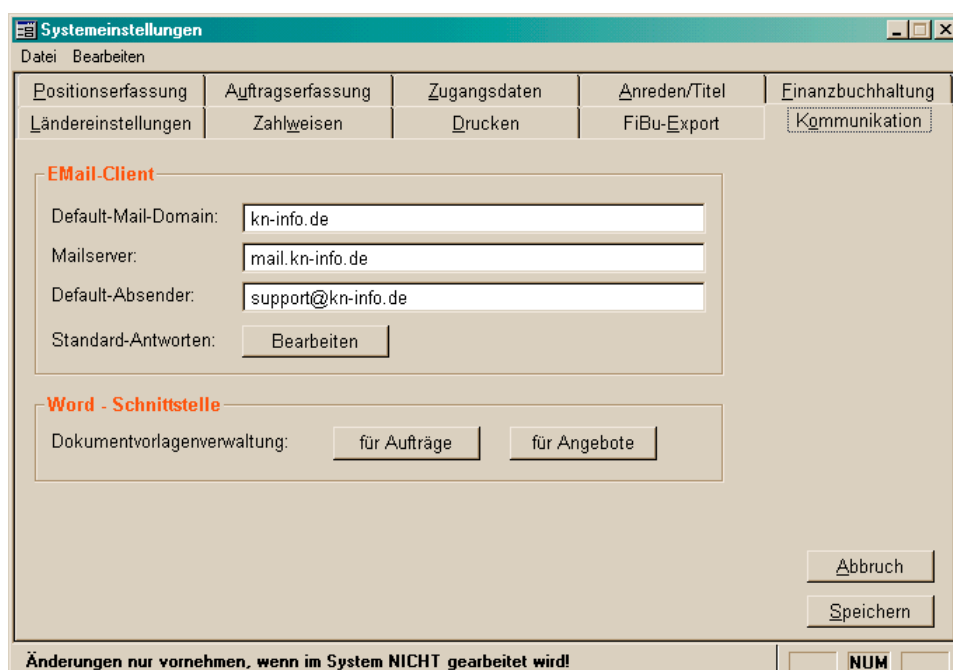 Systemeinstellungen
Datei Bearbeiten
Positionserfassung Auftragserfassung Zugangsdaten Anreden/Titel Finanzbuchhaltung
Ländereinstellungen Zahlweisen Drucken FiBu-Export Kommunikation
EMail-Client
Default-Mail-Domain: kn-info.de
Mailserver: mail.kn-info.de
Default-Absender: support@kn-info.de
Standard-Antworten: Bearbeiten
Word - Schnittstelle
Dokumentvorlagenverwaltung: für Aufträge für Angebote
Abbruch
Speichern
Änderungen nur vornehmen, wenn im System NICHT gearbeitet wird! NUM